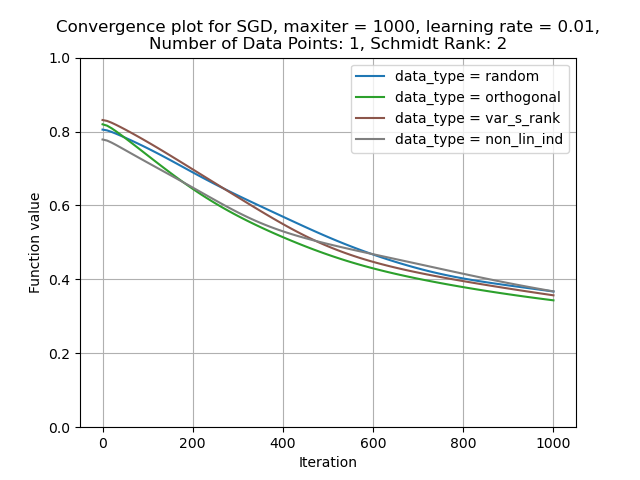 Convergence plot for SGD, maxiter = 1000, learning rate = 0.01,
Number of Data Points: 1, Schmidt Rank: 2
data_type = random
data_type = orthogonal
data_type = var_s_rank
data_type = non_lin_ind
Function value
1.0
0.8
0.6
0.4
0.2
0.0
0 200 400 600 800 1000
Iteration